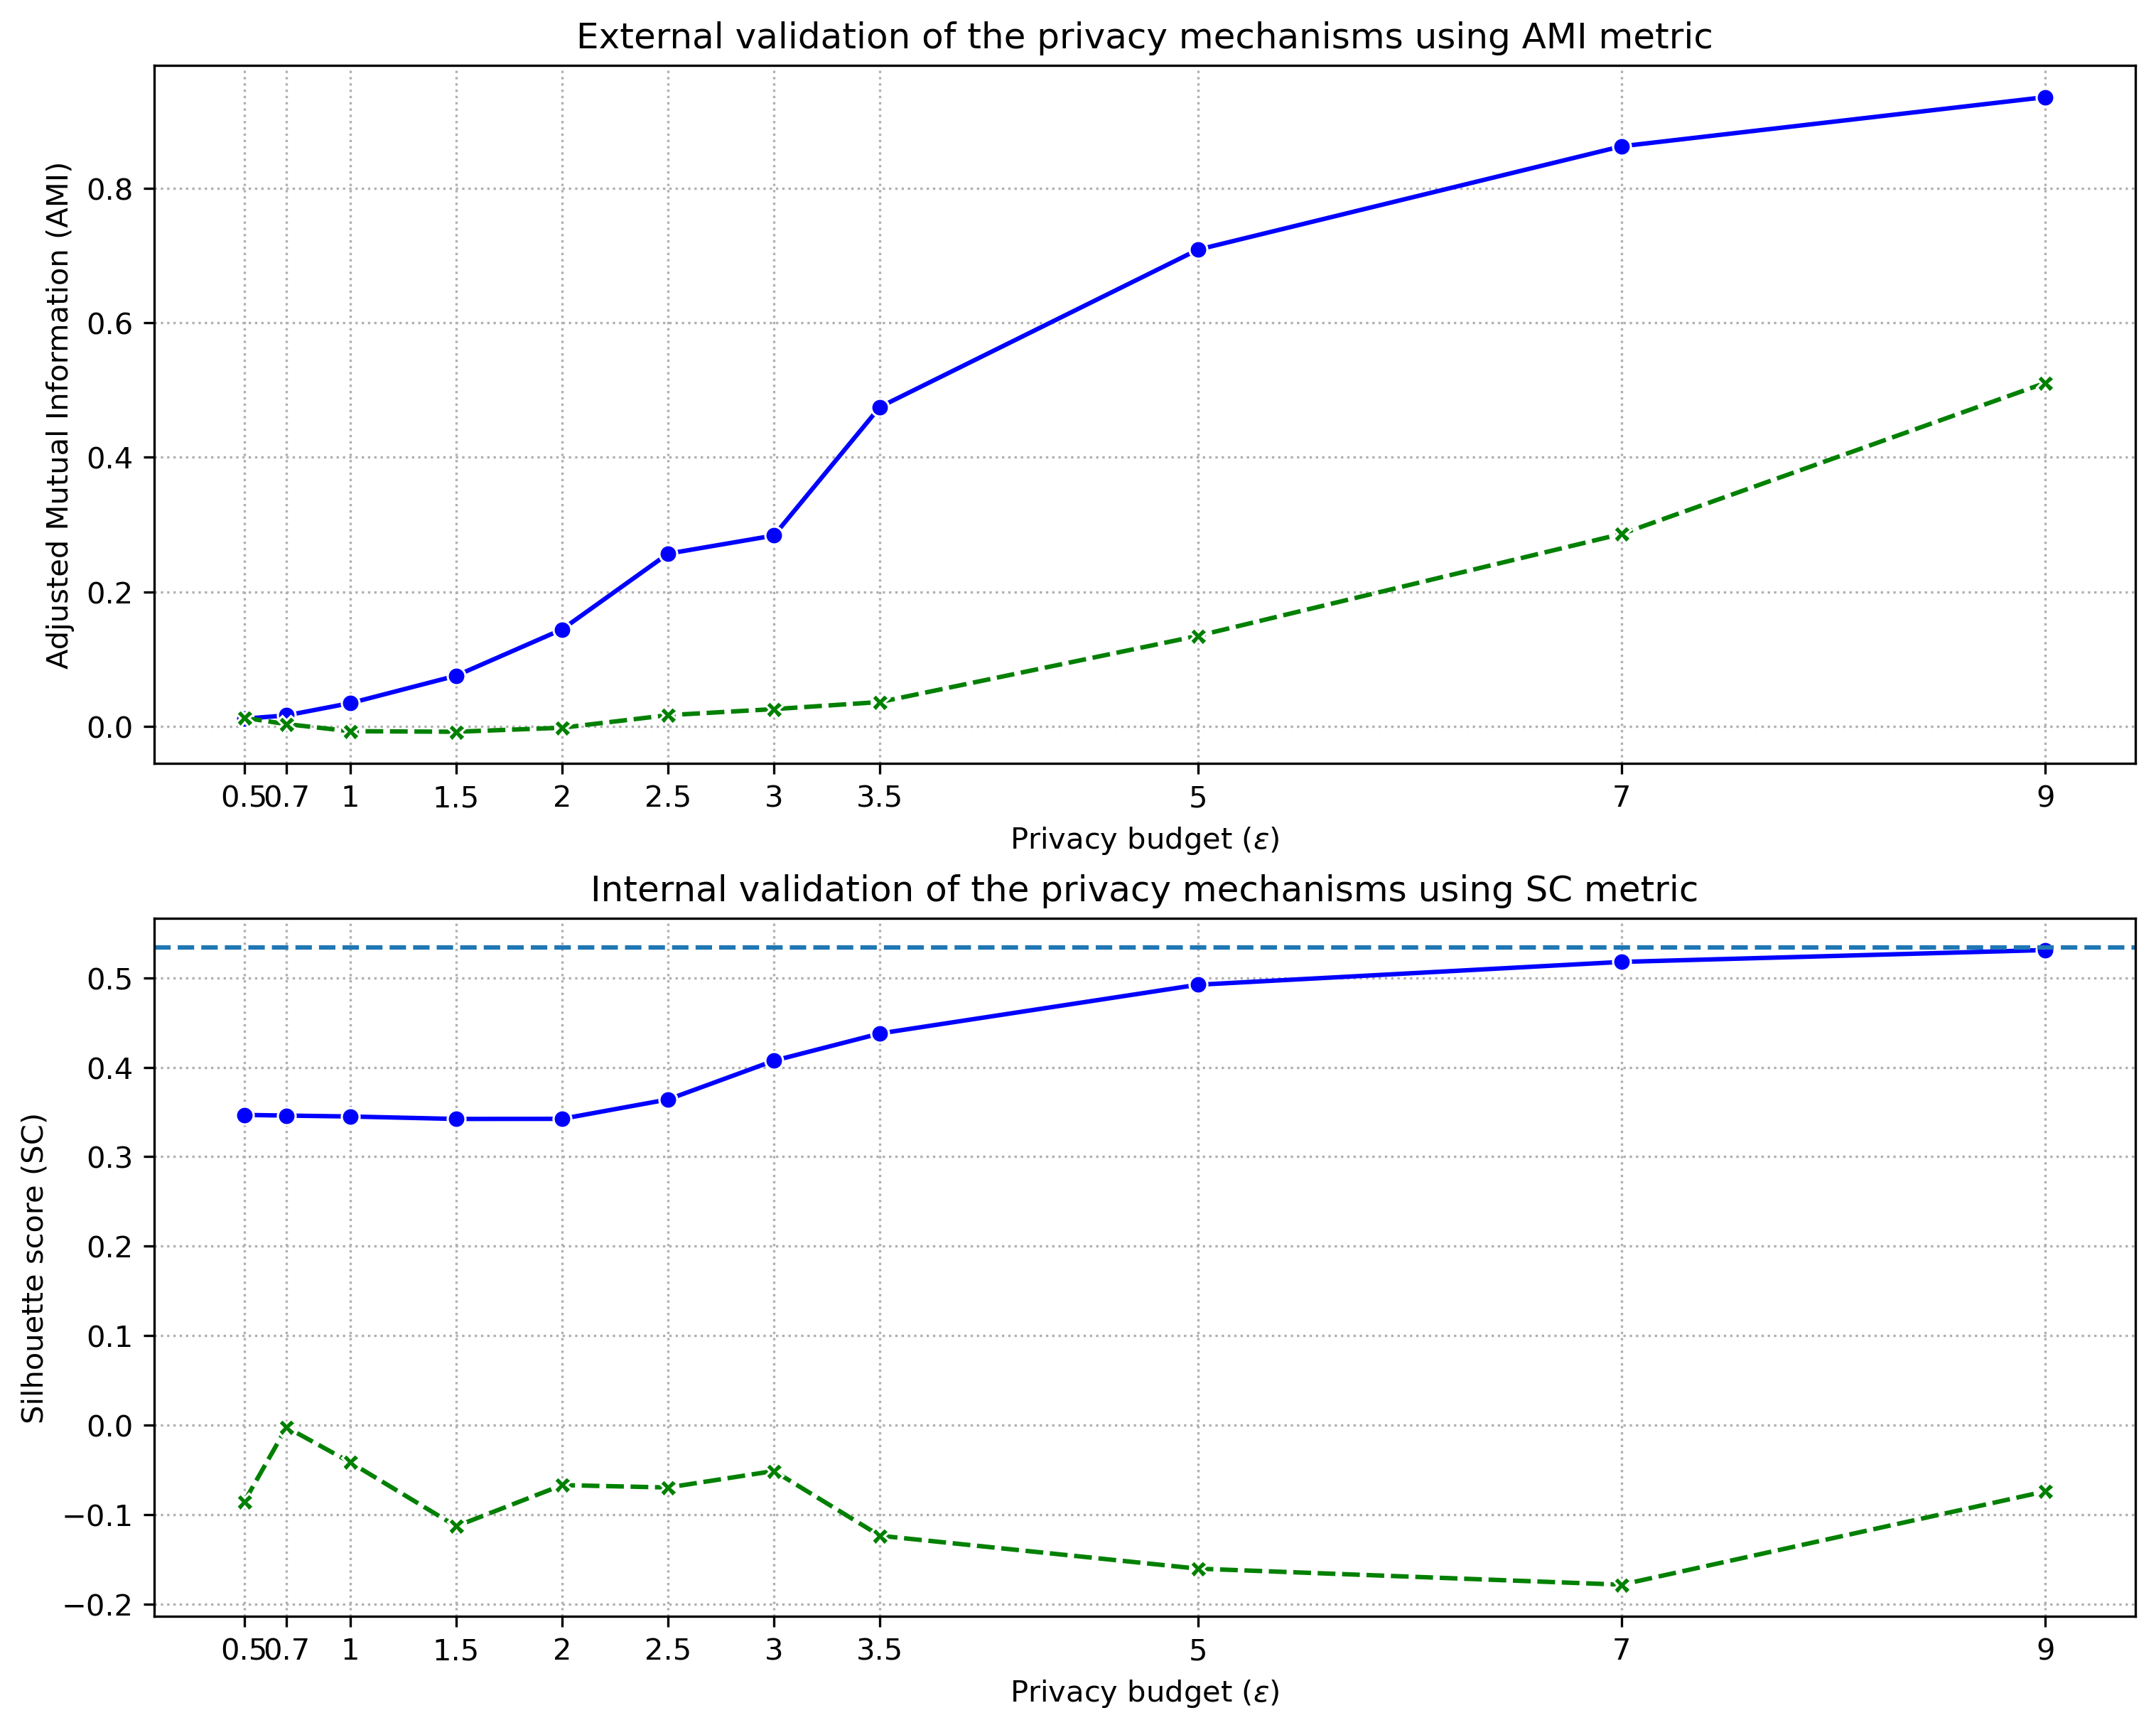 External validation of the privacy mechanisms using AMI metric
Adjusted Mutual Information (AMI)
0.8
0.6
0.4
0.2
0.0
0.5 0.7 1 1.5 2 2.5 3 3.5 5 7 9
Privacy budget (ε)
Internal validation of the privacy mechanisms using SC metric
Silhouette score (SC)
0.5
0.4
0.3
0.2
0.1
0.0
−0.1
−0.2
0.5 0.7 1 1.5 2 2.5 3 3.5 5 7 9
Privacy budget (ε)